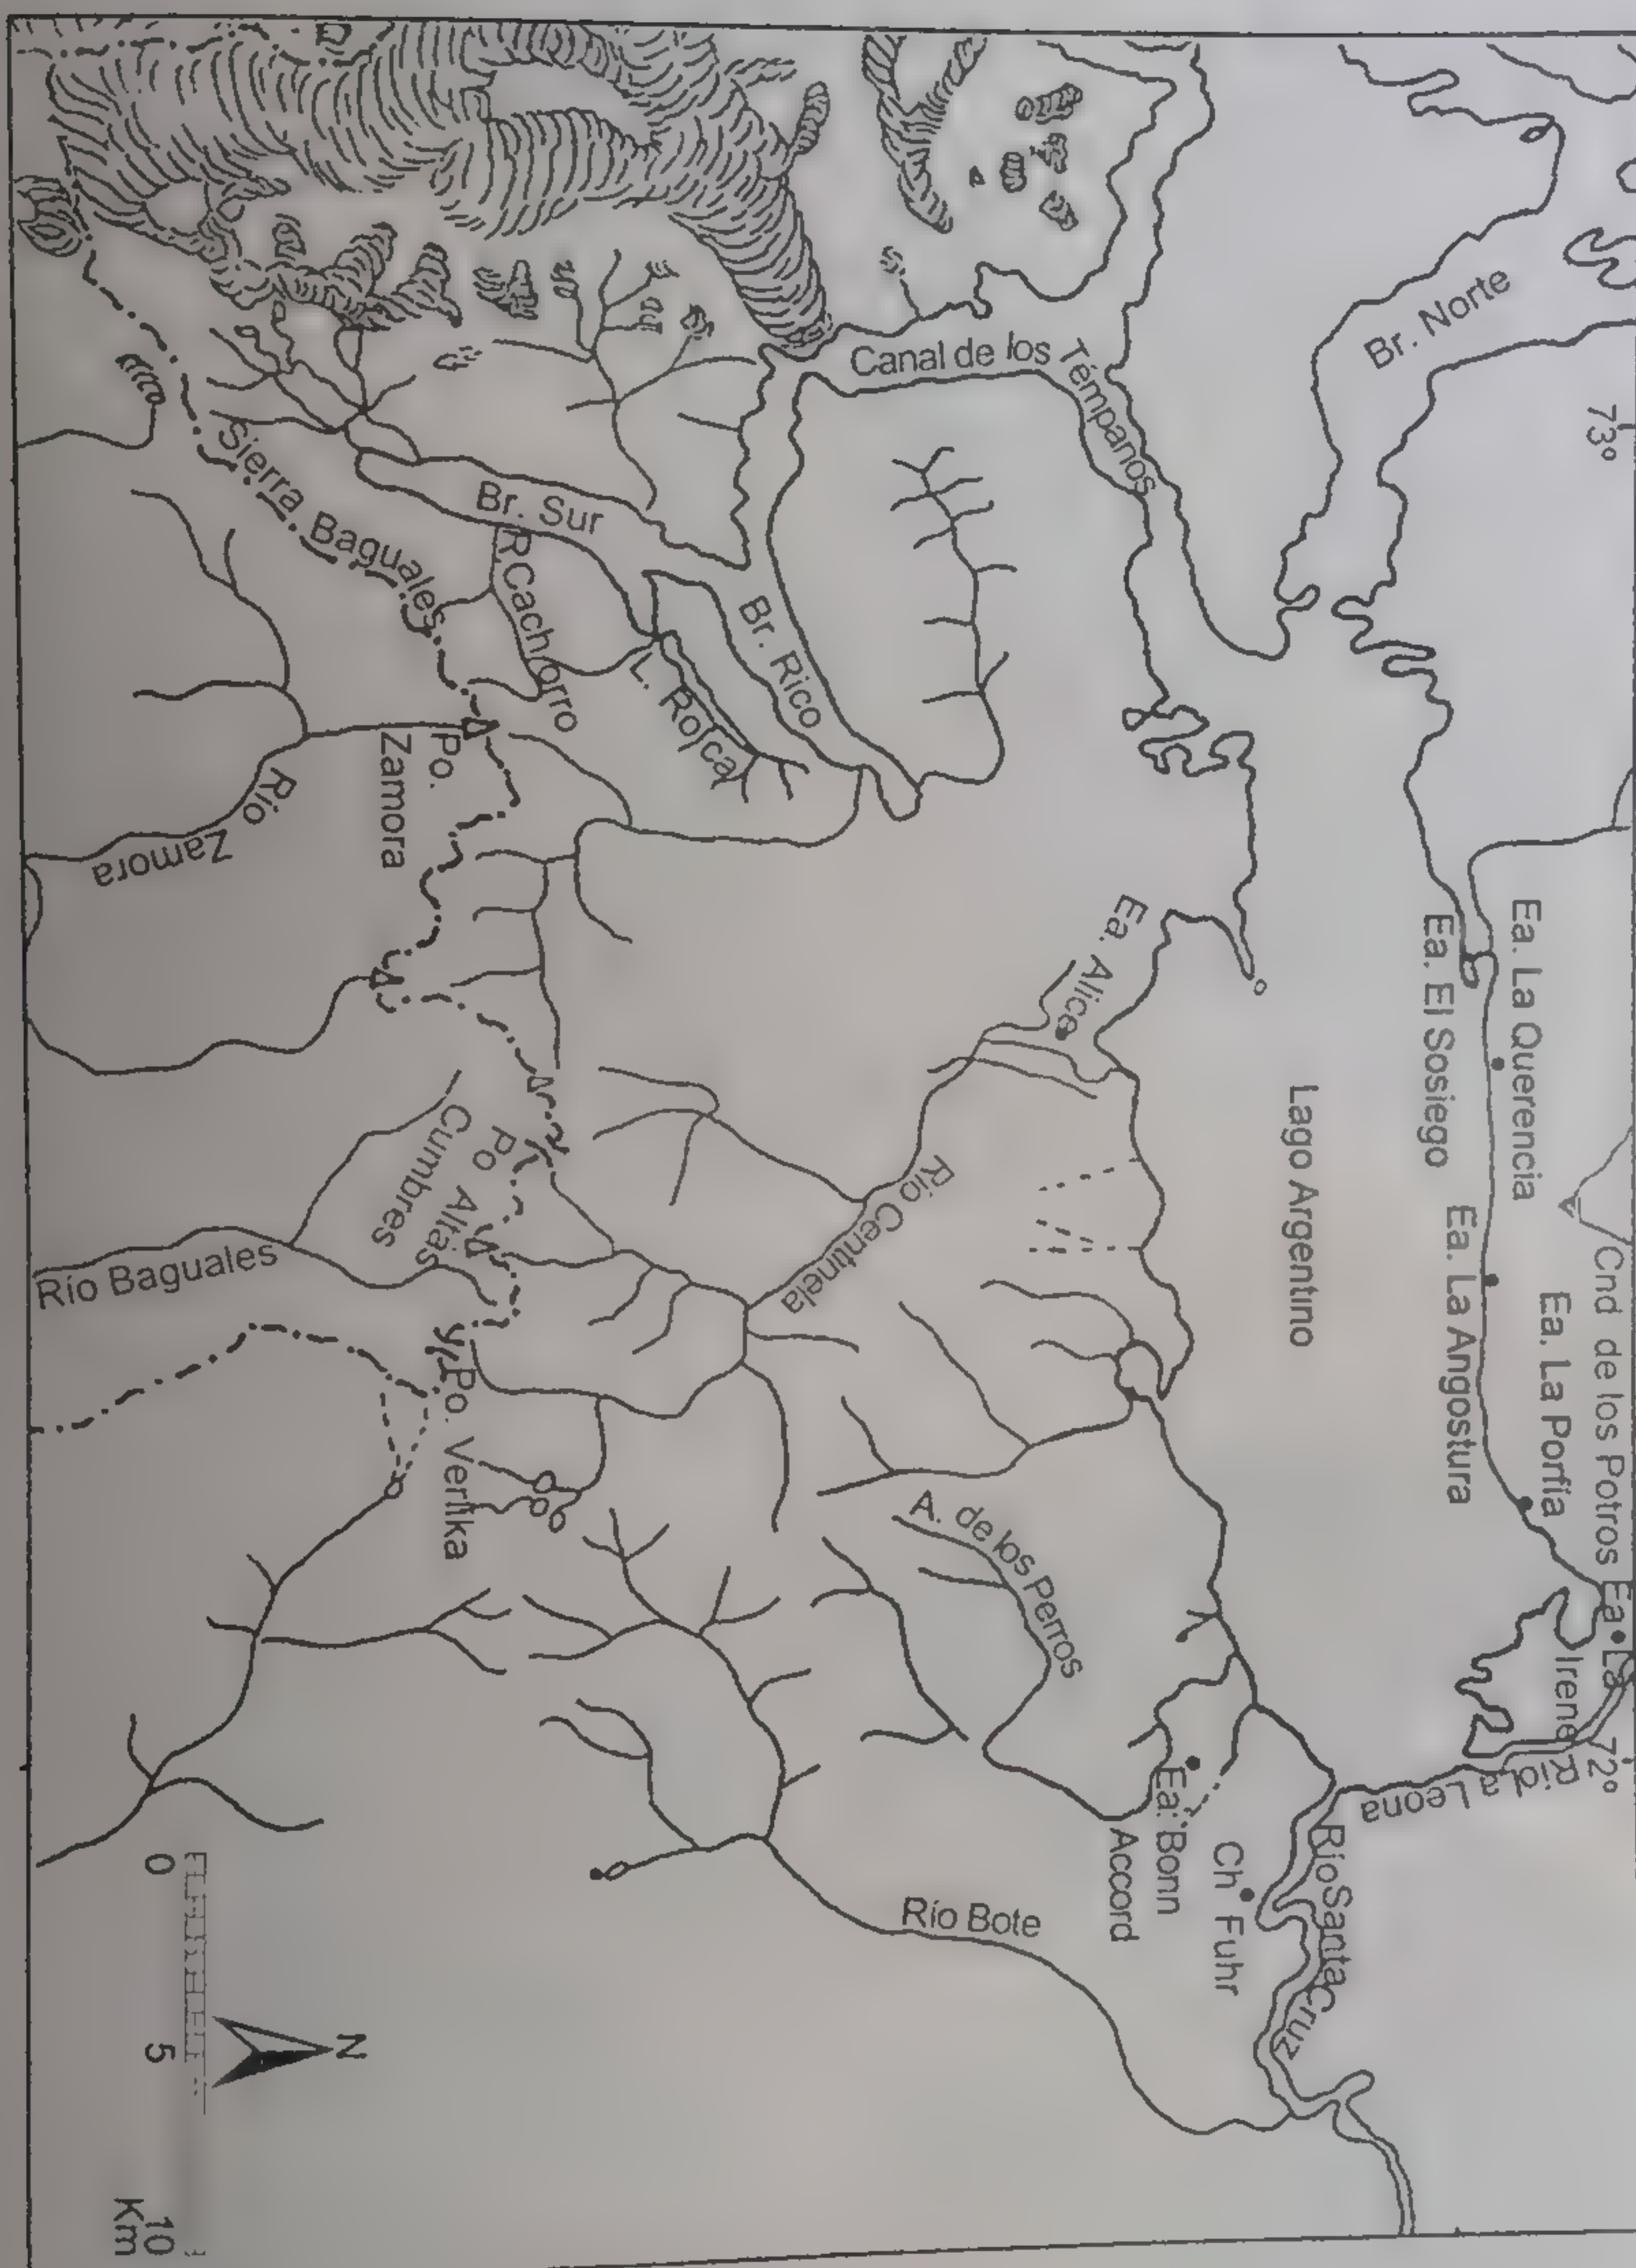 73°
72°
Br. Norte
Canal de los Témpanos
Br. Sur
Br. Rico
L. Roca
R. Cachorro
Sierra Baguales
Po.
Zamora
Río Zamora
Lago Argentino
Ea. La Querencia
Ea. El Sosiego
Ea. La Angostura
Ea. La Porfía
Cnd de los Potros
Ea. La
Irene
Río La Leona
Río Santa Cruz
Ea. Alice
Río Centinela
Po Altas
Cumbres
Río Baguales
Po. Verlika
A. de los Perros
Ea. Bonn
Accord
Ch Fuhr
Río Bote
N
0 5 10
Km